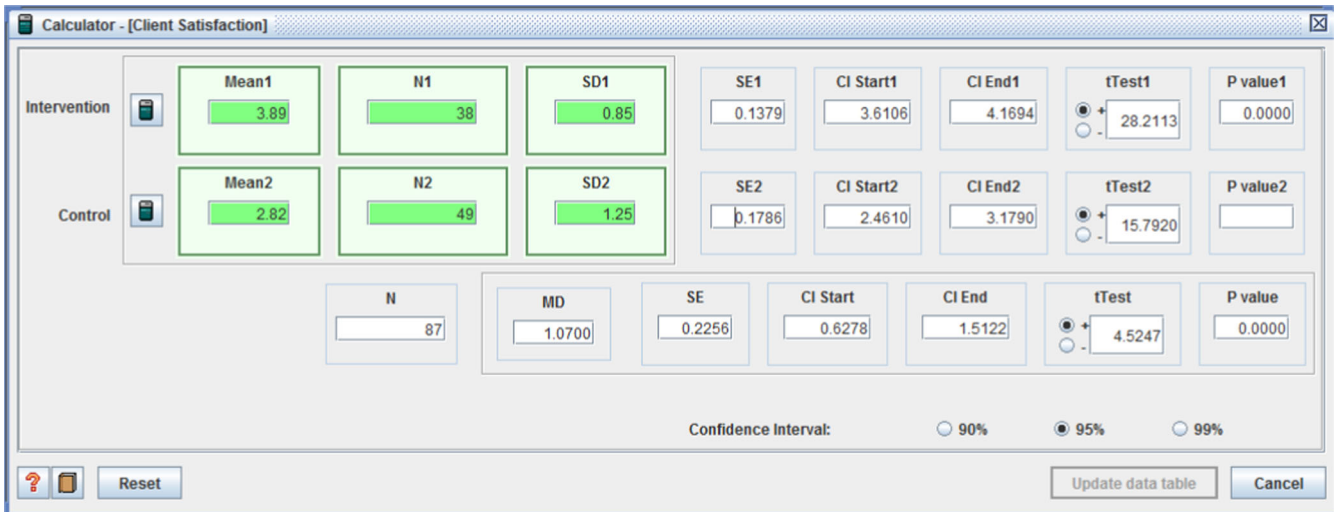 Calculator - [Client Satisfaction]
Mean1 N1 SD1 SE1 CI Start1 CI End1 tTest1 P value1
Intervention 3.89 38 0.85 0.1379 3.6106 4.1694 + - 28.2113 0.0000
Mean2 N2 SD2 SE2 CI Start2 CI End2 tTest2 P value2
Control 2.82 49 1.25 0.1786 2.4610 3.1790 + - 15.7920
N MD SE CI Start CI End tTest P value
87 1.0700 0.2256 0.6278 1.5122 + - 4.5247 0.0000
Confidence Interval: 90% 95% 99%
? Reset Update data table Cancel